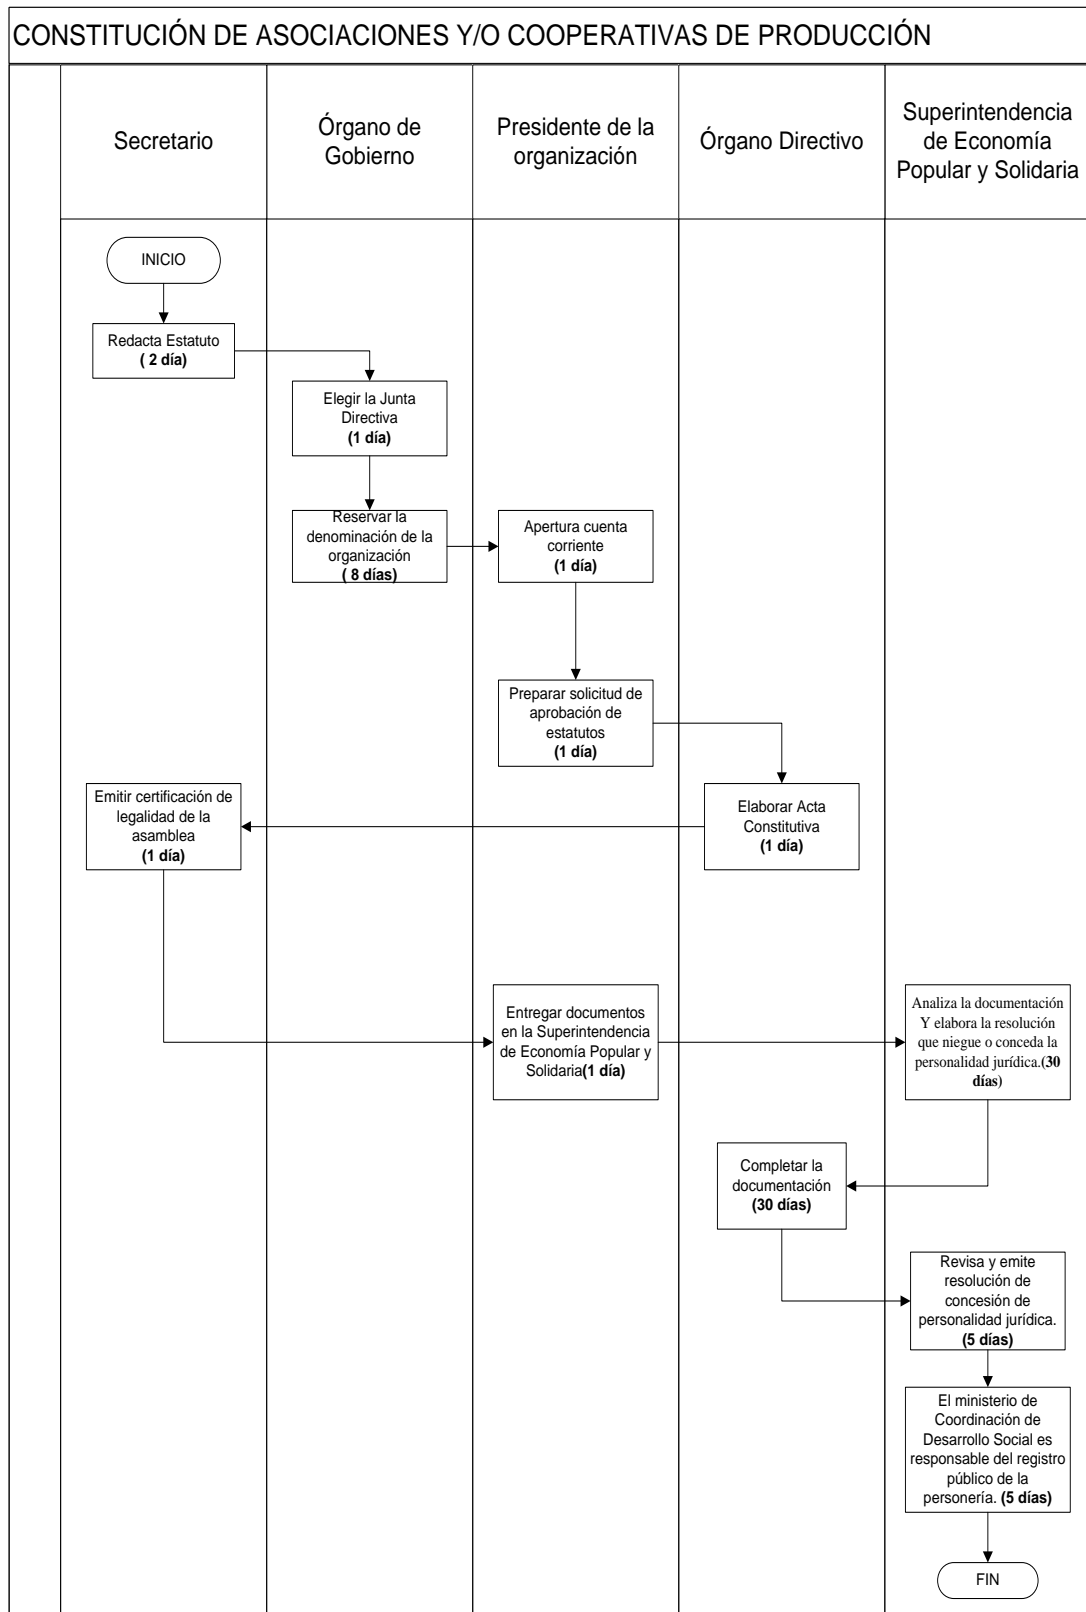 CONSTITUCIÓN DE ASOCIACIONES Y/O COOPERATIVAS DE PRODUCCIÓN
Secretario
Órgano de
Gobierno
Presidente de la
organización
Órgano Directivo
Superintendencia
de Economía
Popular y Solidaria
INICIO
Redacta Estatuto
( 2 día)
Elegir la Junta
Directiva
(1 día)
Reservar la
denominación de la
organización
( 8 días)
Apertura cuenta
corriente
(1 día)
Preparar solicitud de
aprobación de
estatutos
(1 día)
Elaborar Acta
Constitutiva
(1 día)
Emitir certificación de
legalidad de la
asamblea
(1 día)
Entregar documentos
en la Superintendencia
de Economía Popular y
Solidaria(1 día)
Analiza la documentación
Y elabora la resolución
que niegue o conceda la
personalidad jurídica.(30
días)
Completar la
documentación
(30 días)
Revisa y emite
resolución de
concesión de
personalidad jurídica.
(5 días)
El ministerio de
Coordinación de
Desarrollo Social es
responsable del registro
público de la
personería. (5 días)
FIN